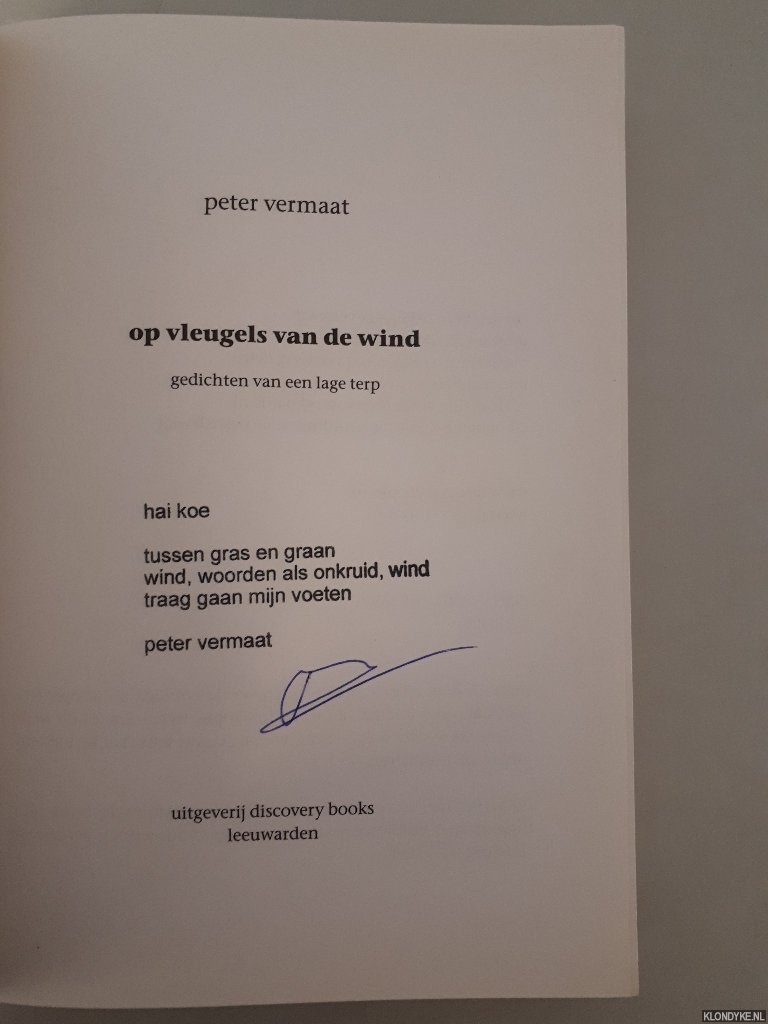 peter vermaat
op vleugels van de wind
gedichten van een lage terp
hai koe
tussen gras en graan
wind, woorden als onkruid, wind
traag gaan mijn voeten
peter vermaat
uitgeverij discovery books
leeuwarden
KLONDYKE.NL